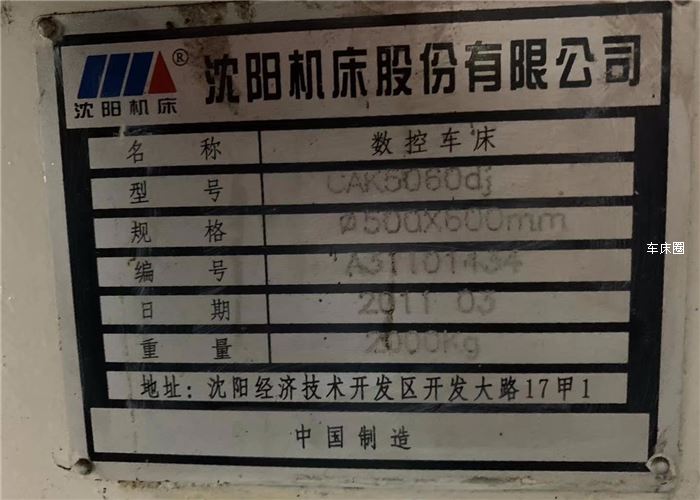 沈阳机床® 沈阳机床股份有限公司
名 称 数控车床
型 号 CAK5060dj
规 格 ø500X600mm
编 号 A31101434
日 期 2011 03
重 量 2000Kg
地址：沈阳经济技术开发区开发大路17甲1
中国制造
车床圈